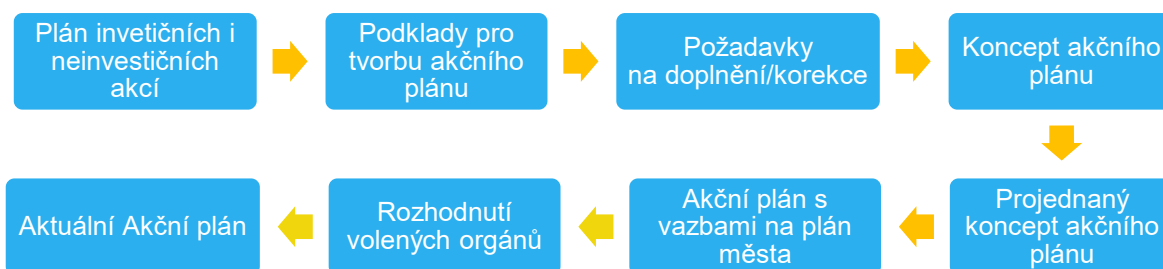 Plán invetičních i
neinvestičních
akcí
Podklady pro
tvorbu akčního
plánu
Požadavky
na doplnění/korekce
Koncept akčního
plánu
Projednaný
koncept akčního
plánu
Akční plán s
vazbami na plán
města
Rozhodnutí
volených orgánů
Aktuální Akční plán